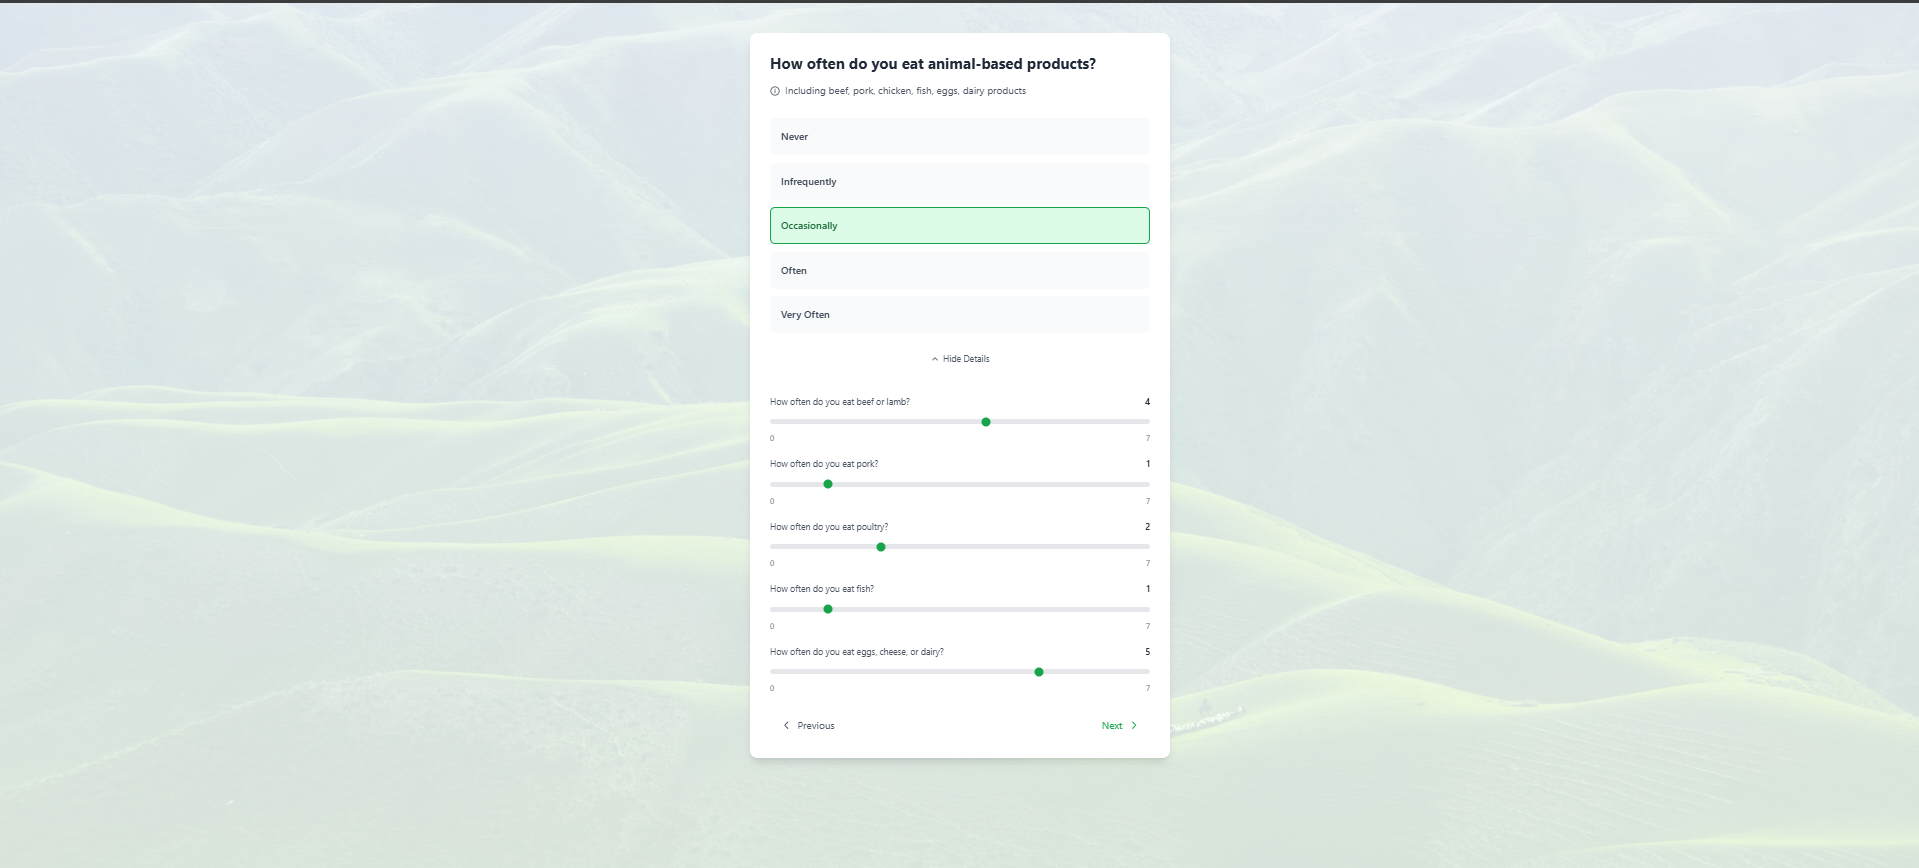 How often do you eat animal-based products?
Including beef, pork, chicken, fish, eggs, dairy products
Never
Infrequently
Occasionally
Often
Very Often
Hide Details
How often do you eat beef or lamb? 4
0 7
How often do you eat pork? 1
0 7
How often do you eat poultry? 2
0 7
How often do you eat fish? 1
0 7
How often do you eat eggs, cheese, or dairy? 5
0 7
Previous Next